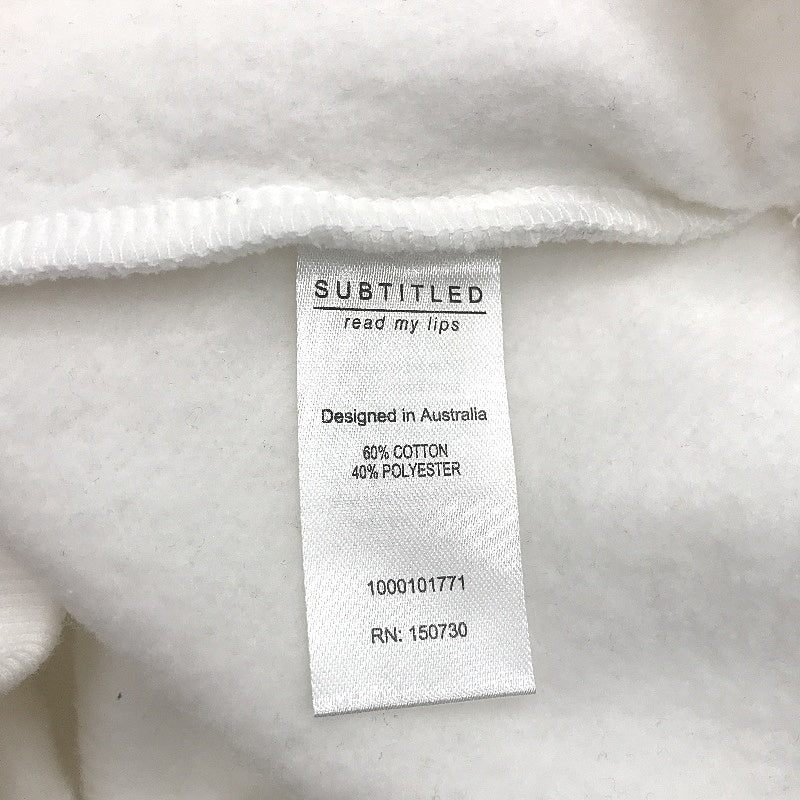 SUBTITLED
read my lips
Designed in Australia
60% COTTON
40% POLYESTER
1000101771
RN: 150730